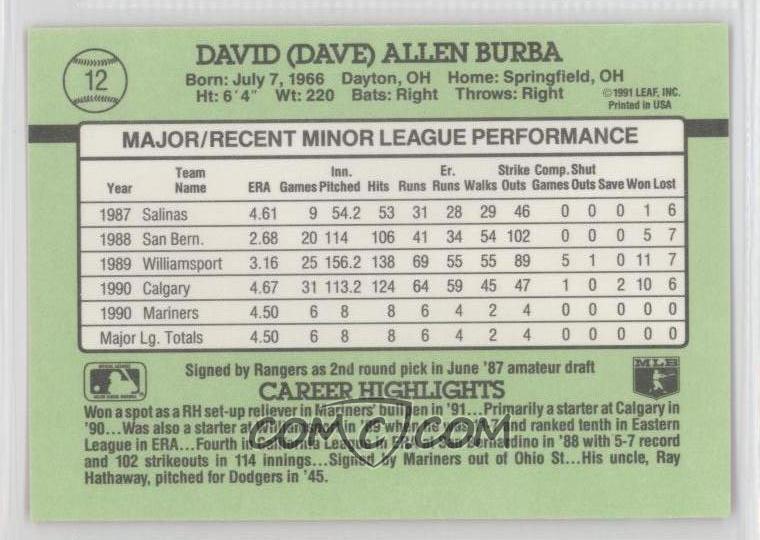 12
DAVID (DAVE) ALLEN BURBA
Born: July 7, 1966 Dayton, OH Home: Springfield, OH
Ht: 6'4" Wt: 220 Bats: Right Throws: Right
©1991 LEAF, INC.
Printed in USA
MAJOR/RECENT MINOR LEAGUE PERFORMANCE
Year Team Name ERA Games Inn. Pitched Hits Runs Er. Runs Walks Strike Outs Comp. Games Shut Outs Save Won Lost
1987 Salinas 4.61 9 54.2 53 31 28 29 46 0 0 0 1 6
1988 San Bern. 2.68 20 114 106 41 34 54 102 0 0 0 5 7
1989 Williamsport 3.16 25 156.2 138 69 55 55 89 5 1 0 11 7
1990 Calgary 4.67 31 113.2 124 64 59 45 47 1 0 2 10 6
1990 Mariners 4.50 6 8 8 6 4 2 4 0 0 0 0 0
Major Lg. Totals 4.50 6 8 8 6 4 2 4 0 0 0 0 0
Signed by Rangers as 2nd round pick in June '87 amateur draft
MLB
CAREER HIGHLIGHTS
Won a spot as a RH set-up reliever in Mariners' bullpen in '91...Primarily a starter at Calgary in
'90...Was also a starter at '89 when and ranked tenth in Eastern
League in ERA...Fourth in California League in ERA at San Bernardino in '88 with 5-7 record
and 102 strikeouts in 114 innings...Signed by Mariners out of Ohio St...His uncle, Ray
Hathaway, pitched for Dodgers in '45.
COM COM